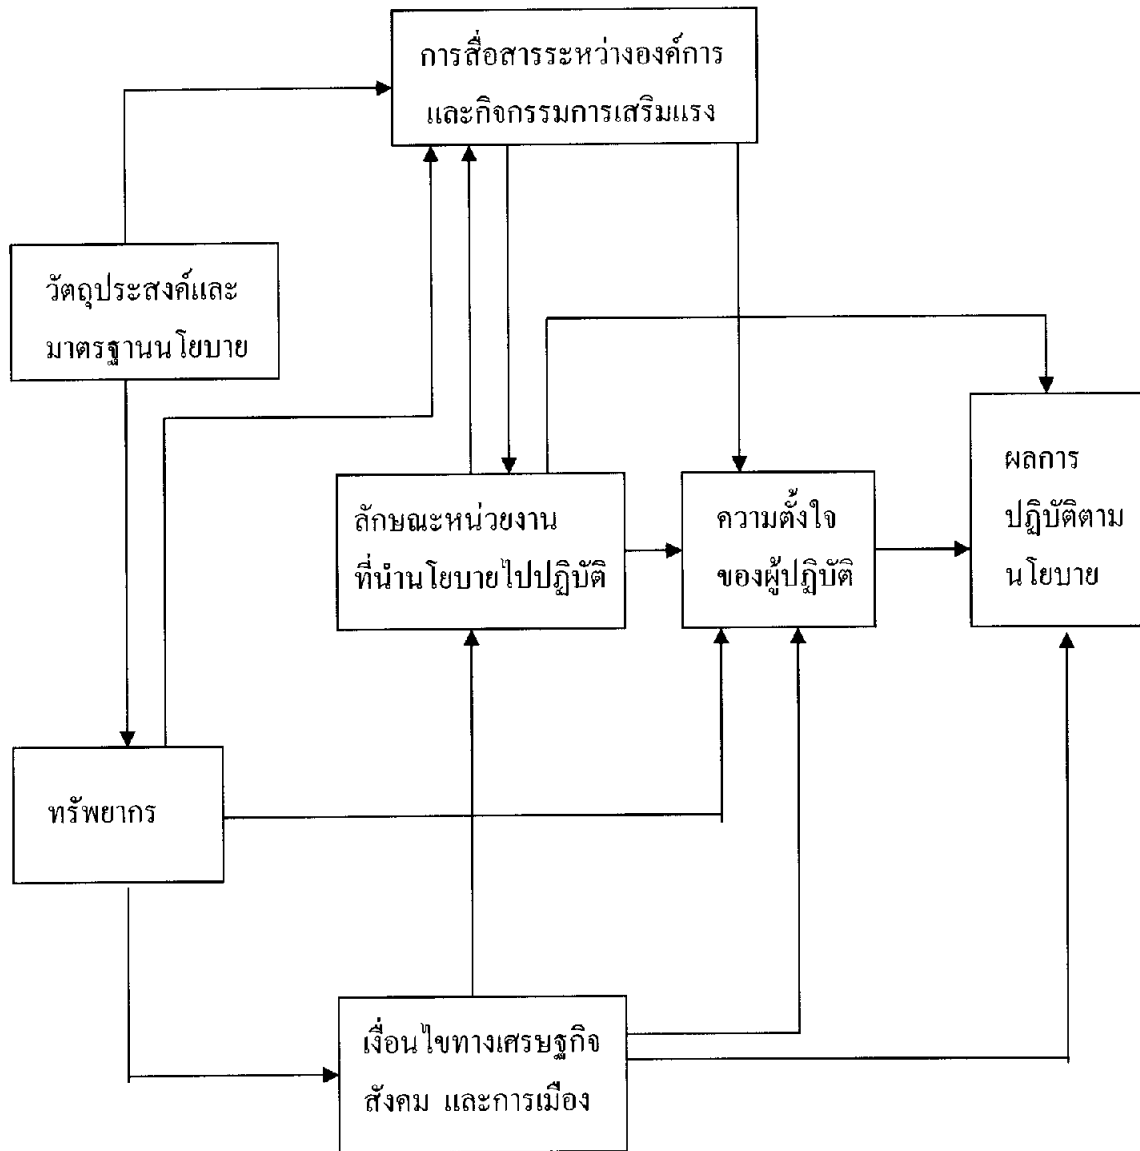 การสื่อสารระหว่างองค์การ
และกิจกรรมการเสริมแรง
วัตถุประสงค์และ
มาตรฐานนโยบาย
ลักษณะหน่วยงาน
ที่นำนโยบายไปปฏิบัติ
ความตั้งใจ
ของผู้ปฏิบัติ
ผลการ
ปฏิบัติตาม
นโยบาย
ทรัพยากร
เงื่อนไขทางเศรษฐกิจ
สังคม และการเมือง